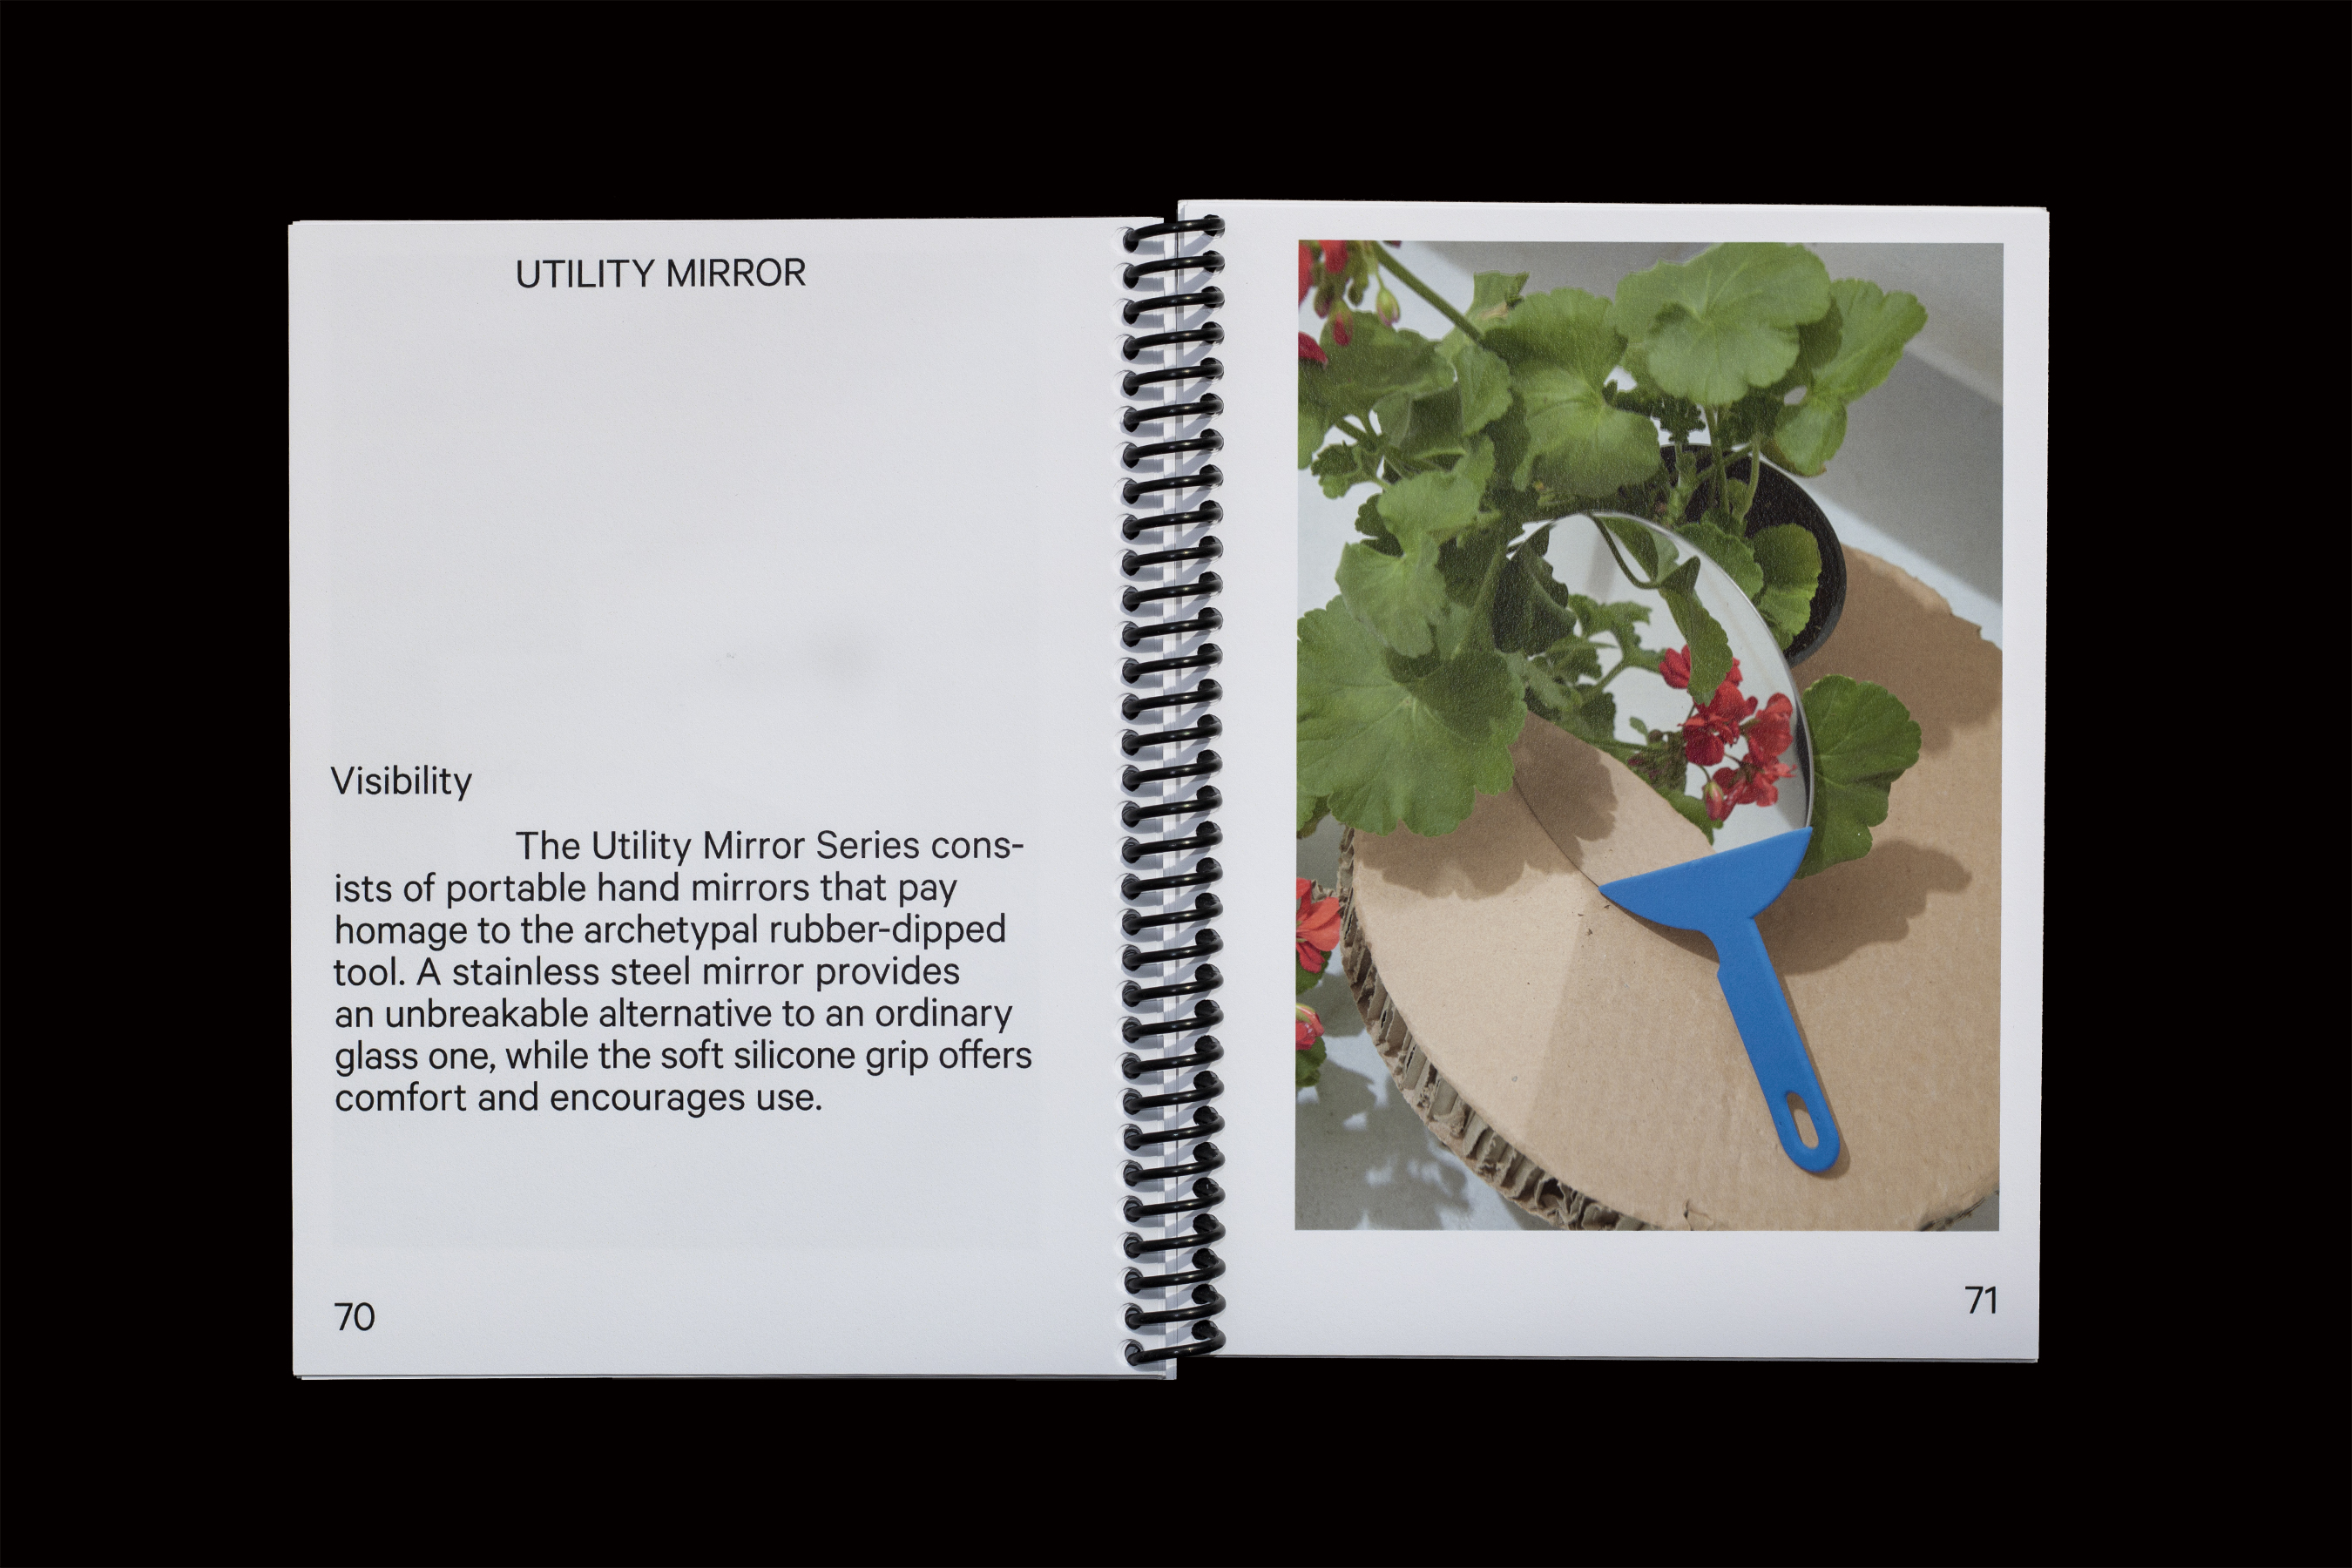 UTILITY MIRROR
Visibility
The Utility Mirror Series cons-
ists of portable hand mirrors that pay
homage to the archetypal rubber-dipped
tool. A stainless steel mirror provides
an unbreakable alternative to an ordinary
glass one, while the soft silicone grip offers
comfort and encourages use.
70
71